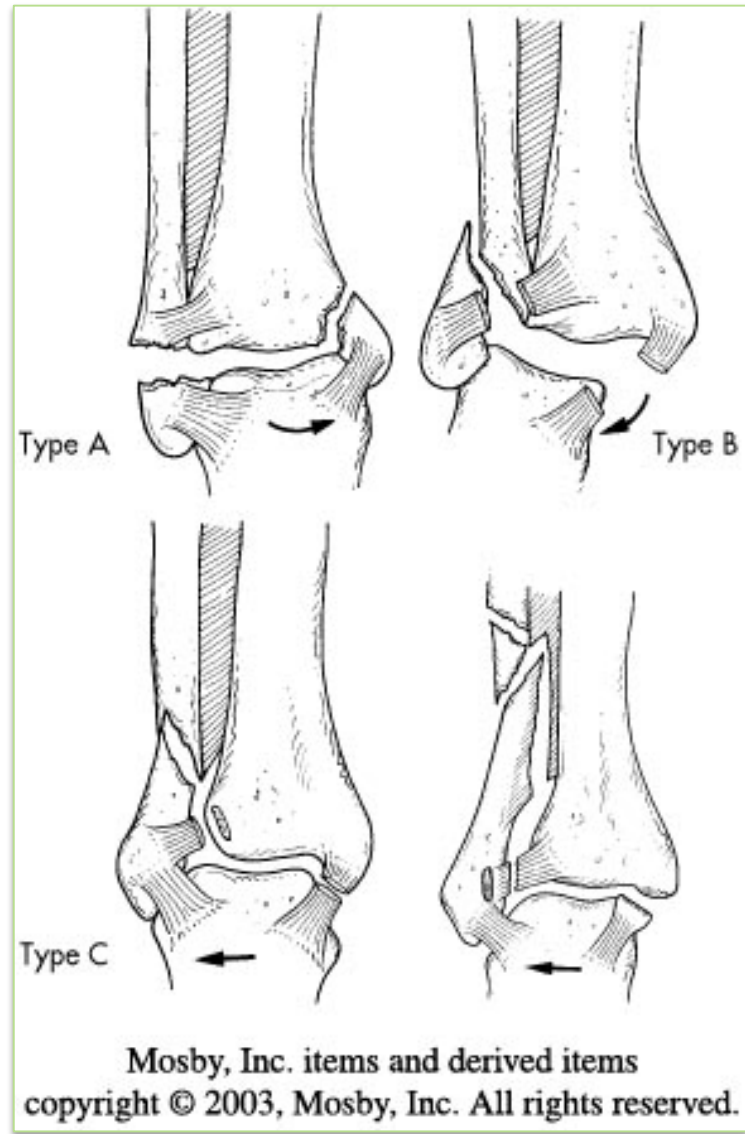 Type A
Type B
Type C
Mosby, Inc. items and derived items
copyright © 2003, Mosby, Inc. All rights reserved.